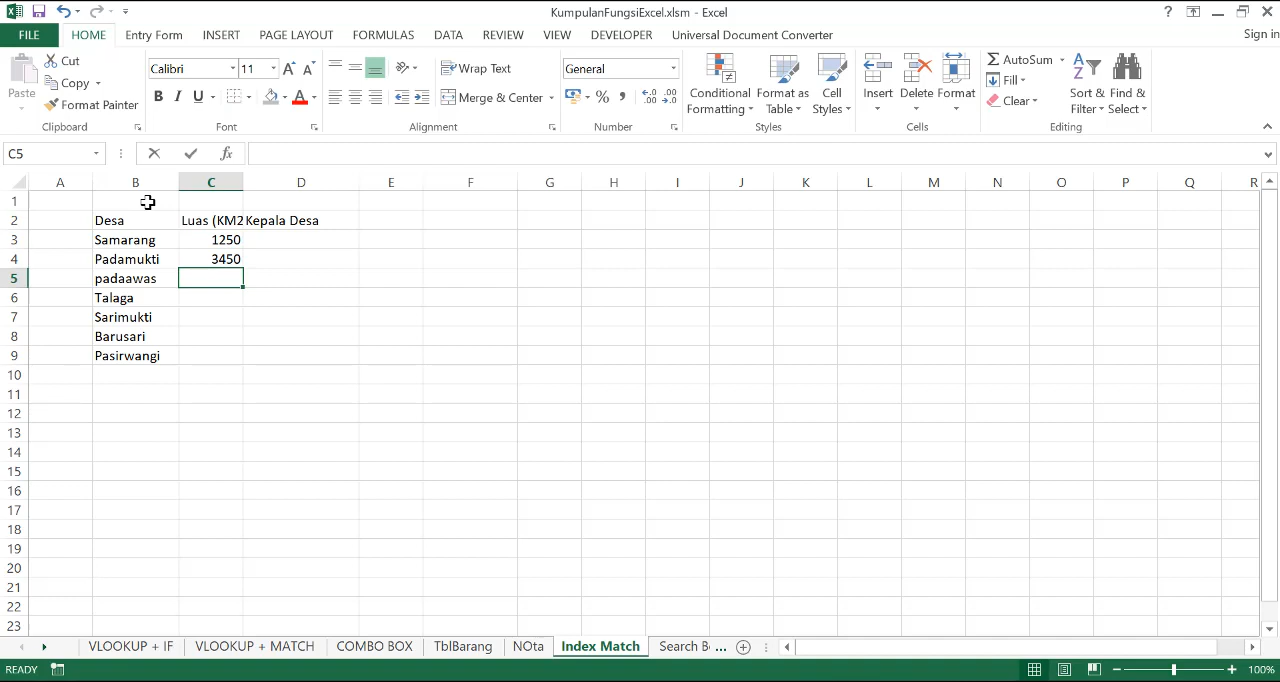 KumpulanFungsiExcel.xlsm - Excel
?
Sign in
FILE HOME Entry Form INSERT PAGE LAYOUT FORMULAS DATA REVIEW VIEW DEVELOPER Universal Document Converter
Paste
Cut
Copy
Format Painter
Clipboard
Calibri 11
B I U
Font
Wrap Text
Merge & Center
Alignment
General
% ,
Number
Conditional Formatting
Format as Table
Cell Styles
Styles
Insert Delete Format
Cells
AutoSum
Fill
Clear
Sort & Filter
Find & Select
Editing
C5 fx
A B C D E F G H I J K L M N O P Q R
1
2 Desa Luas (KM2 Kepala Desa
3 Samarang 1250
4 Padamukti 3450
5 padaawas
6 Talaga
7 Sarimukti
8 Barusari
9 Pasirwangi
10
11
12
13
14
15
16
17
18
19
20
21
22
23
VLOOKUP + IF VLOOKUP + MATCH COMBO BOX TblBarang NOta Index Match Search B ...
READY 100%